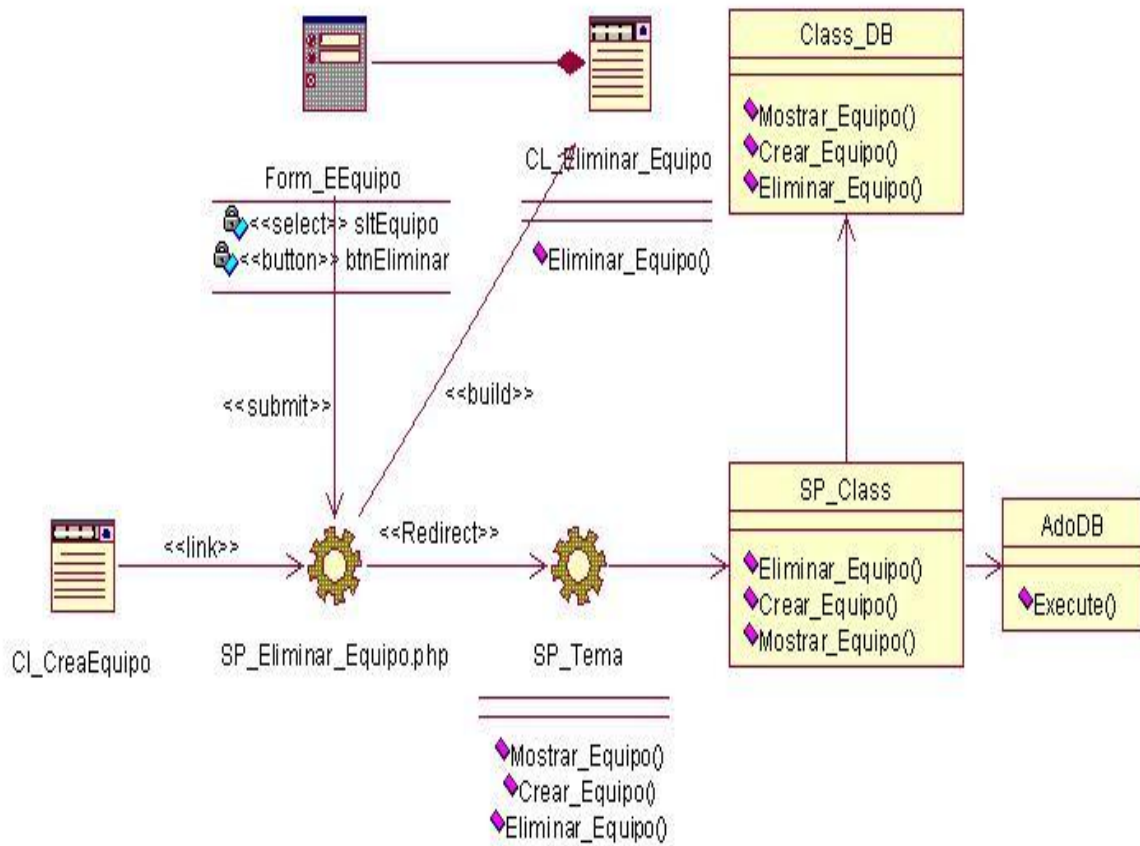 Class_DB
Mostrar_Equipo()
Crear_Equipo()
Eliminar_Equipo()
Form_EEquipo
<<select>> sltEquipo
<<button>> btnEliminar
CL_Eliminar_Equipo
Eliminar_Equipo()
<<submit>>
<<build>>
<<link>>
<<Redirect>>
Cl_CreaEquipo
SP_Eliminar_Equipo.php
SP_Tema
Mostrar_Equipo()
Crear_Equipo()
Eliminar_Equipo()
SP_Class
Eliminar_Equipo()
Crear_Equipo()
Mostrar_Equipo()
AdoDB
Execute()